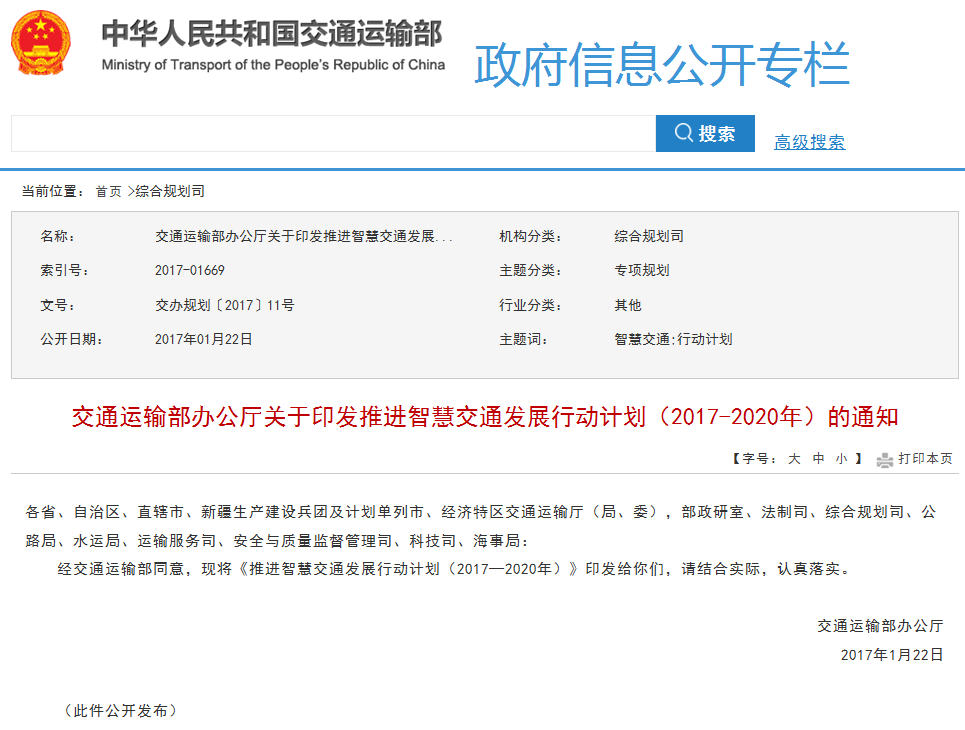 中华人民共和国交通运输部
Ministry of Transport of the People's Republic of China
政府信息公开专栏
搜索
高级搜索
当前位置： 首页 >综合规划司
名称： 交通运输部办公厅关于印发推进智慧交通发展... 机构分类： 综合规划司
索引号： 2017-01669 主题分类： 专项规划
文号： 交办规划〔2017〕11号 行业分类： 其他
公开日期： 2017年01月22日 主题词： 智慧交通;行动计划
交通运输部办公厅关于印发推进智慧交通发展行动计划（2017-2020年）的通知
【字号： 大 中 小 】 打印本页
各省、自治区、直辖市、新疆生产建设兵团及计划单列市、经济特区交通运输厅（局、委），部政研室、法制司、综合规划司、公
路局、水运局、运输服务司、安全与质量监督管理司、科技司、海事局：
经交通运输部同意，现将《推进智慧交通发展行动计划（2017—2020年）》印发给你们，请结合实际，认真落实。
交通运输部办公厅
2017年1月22日
（此件公开发布）